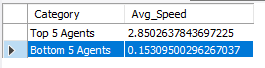 Category Avg_Speed
Top 5 Agents 2.8502637843697225
Bottom 5 Agents 0.15309500296267037